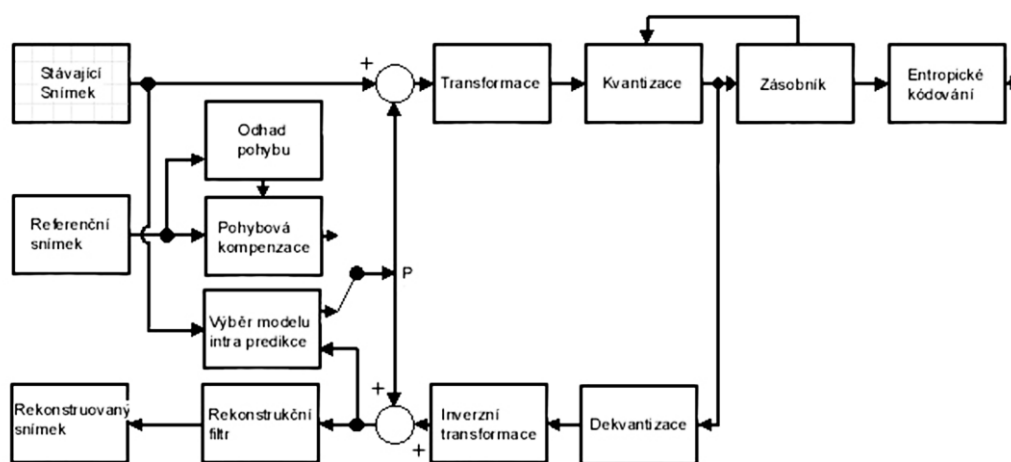 Stávající
Snímek
+
Transformace
Kvantizace
Zásobník
Entropické
kódování
Odhad
pohybu
Referenční
snímek
Pohybová
kompenzace
P
Výběr modelu
intra predikce
+
Rekonstruovaný
snímek
Rekonstrukční
filtr
+
Inverzní
transformace
Dekvantizace